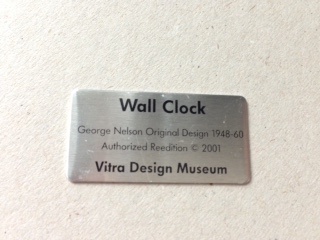 Wall Clock
George Nelson Original Design 1948-60
Authorized Reedition © 2001
Vitra Design Museum